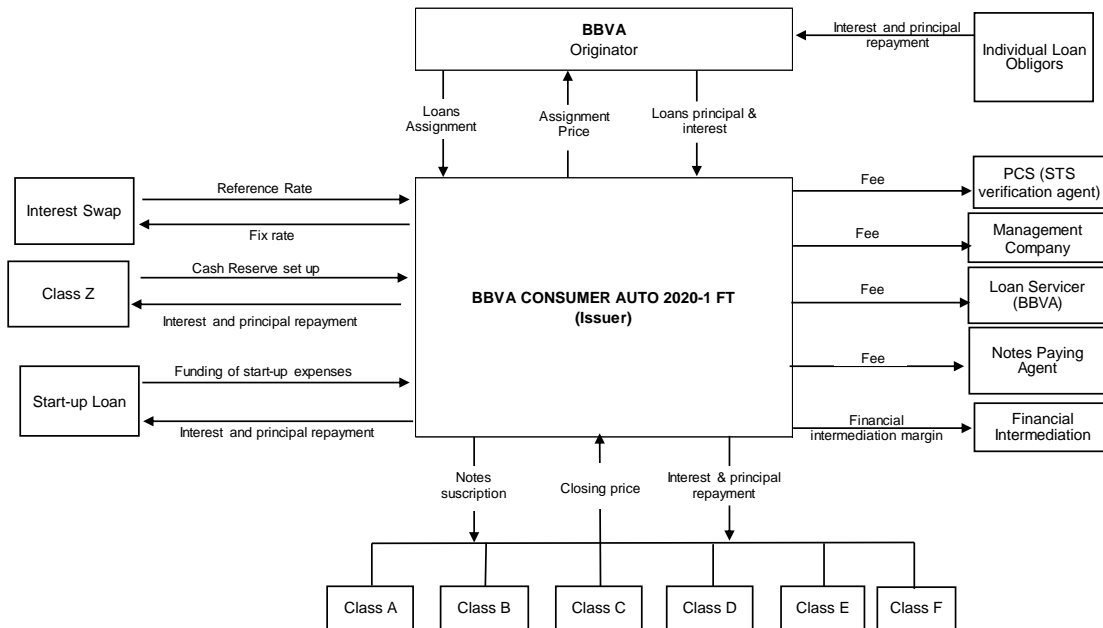 BBVA
Originator
Interest and principal
repayment
Individual Loan
Obligors
Loans
Assignment
Assignment
Price
Loans principal &
interest
Interest Swap
Reference Rate
Fix rate
Class Z
Cash Reserve set up
Interest and principal repayment
Start-up Loan
Funding of start-up expenses
Interest and principal repayment
BBVA CONSUMER AUTO 2020-1 FT
(Issuer)
Fee
PCS (STS
verification agent)
Fee
Management
Company
Fee
Loan Servicer
(BBVA)
Fee
Notes Paying
Agent
Financial
intermediation margin
Financial
Intermediation
Notes
suscription
Closing price
Interest & principal
repayment
Class A
Class B
Class C
Class D
Class E
Class F